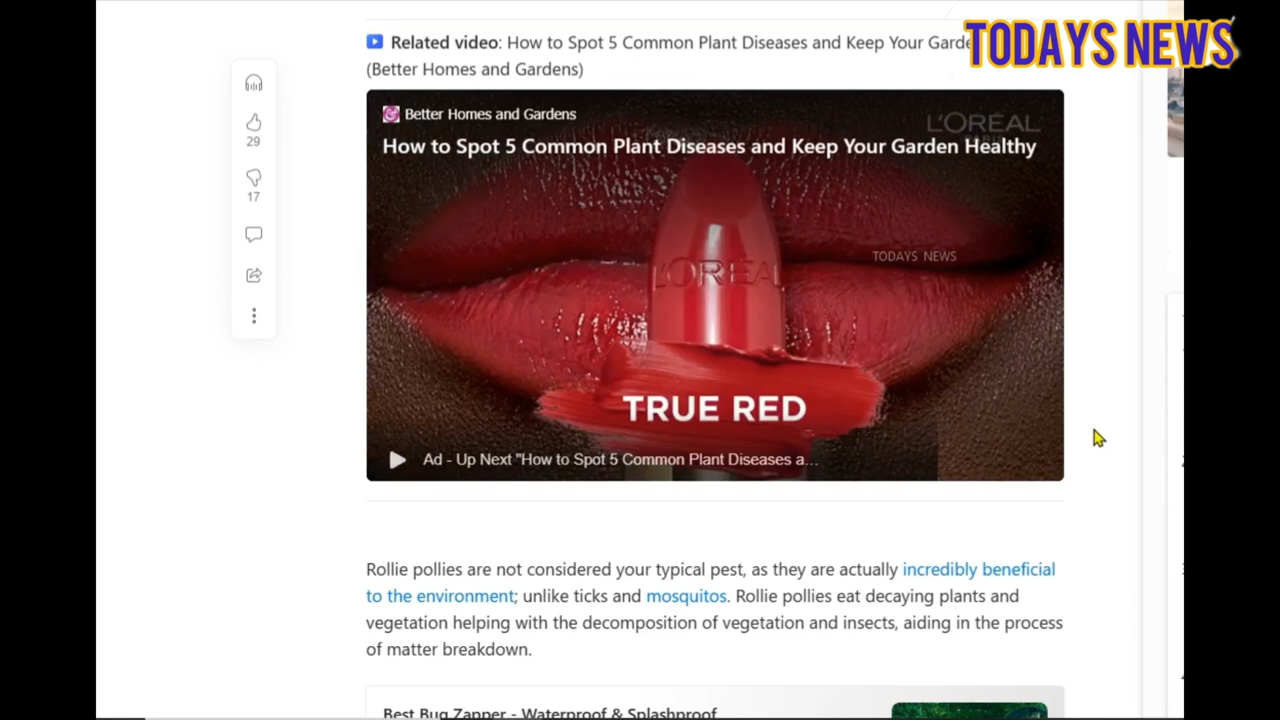 TODAYS NEWS
Related video: How to Spot 5 Common Plant Diseases and Keep Your
(Better Homes and Gardens)
Better Homes and Gardens
L'ORÉAL
How to Spot 5 Common Plant Diseases and Keep Your Garden Healthy
29
17
TODAYS NEWS
L'ORÉAL
TRUE RED
Ad - Up Next "How to Spot 5 Common Plant Diseases a...
Rollie pollies are not considered your typical pest, as they are actually incredibly beneficial
to the environment; unlike ticks and mosquitos. Rollie pollies eat decaying plants and
vegetation helping with the decomposition of vegetation and insects, aiding in the process
of matter breakdown.
Best Bug Zapper - Waterproof & Splashproof